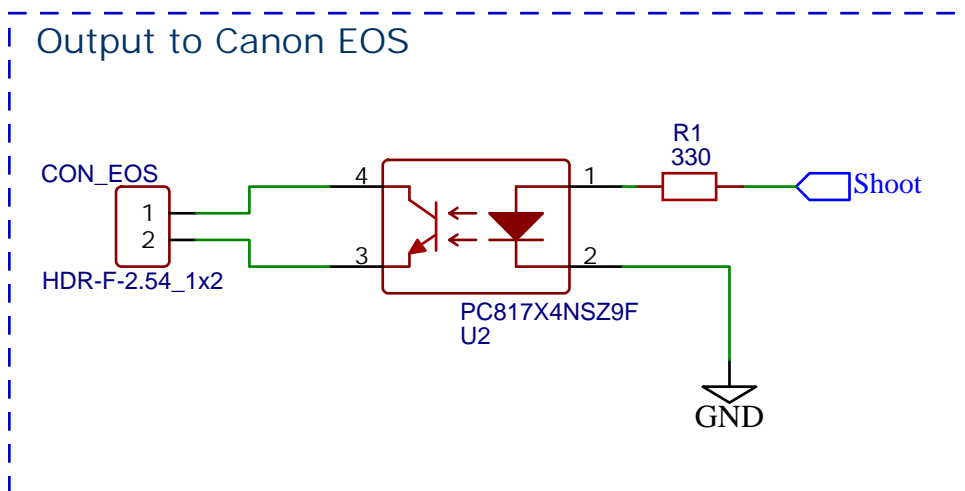 Output to Canon EOS
R1
330
CON_EOS
1
2
HDR-F-2.54_1x2
4
3
1
2
Shoot
PC817X4NSZ9F
U2
GND